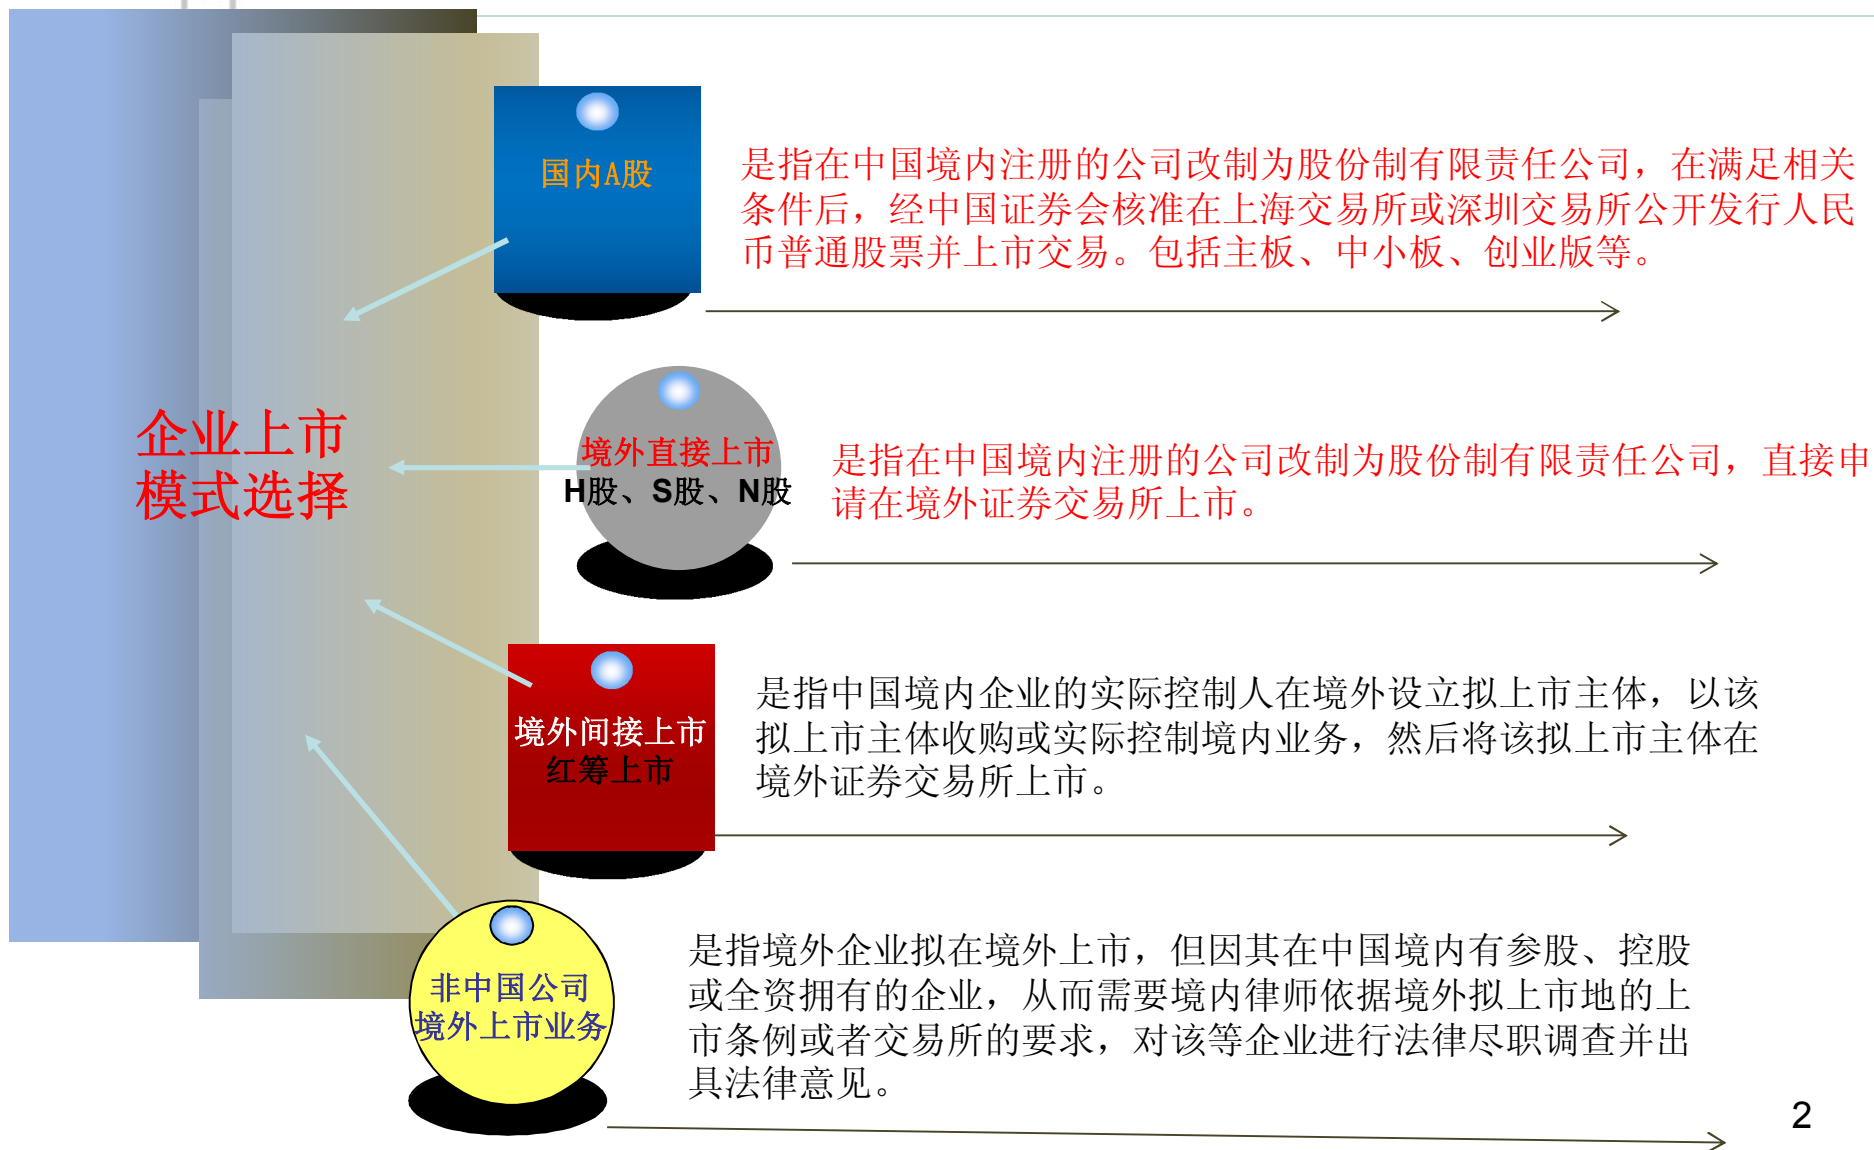 企业上市
模式选择
国内A股
是指在中国境内注册的公司改制为股份制有限责任公司，在满足相关
条件后，经中国证券会核准在上海交易所或深圳交易所公开发行人民
币普通股票并上市交易。包括主板、中小板、创业版等。
境外直接上市
H股、S股、N股
是指在中国境内注册的公司改制为股份制有限责任公司，直接申
请在境外证券交易所上市。
境外间接上市
红筹上市
是指中国境内企业的实际控制人在境外设立拟上市主体，以该
拟上市主体收购或实际控制境内业务，然后将该拟上市主体在
境外证券交易所上市。
非中国公司
境外上市业务
是指境外企业拟在境外上市，但因其在中国境内有参股、控股
或全资拥有的企业，从而需要境内律师依据境外拟上市地的上
市条例或者交易所的要求，对该等企业进行法律尽职调查并出
具法律意见。
2